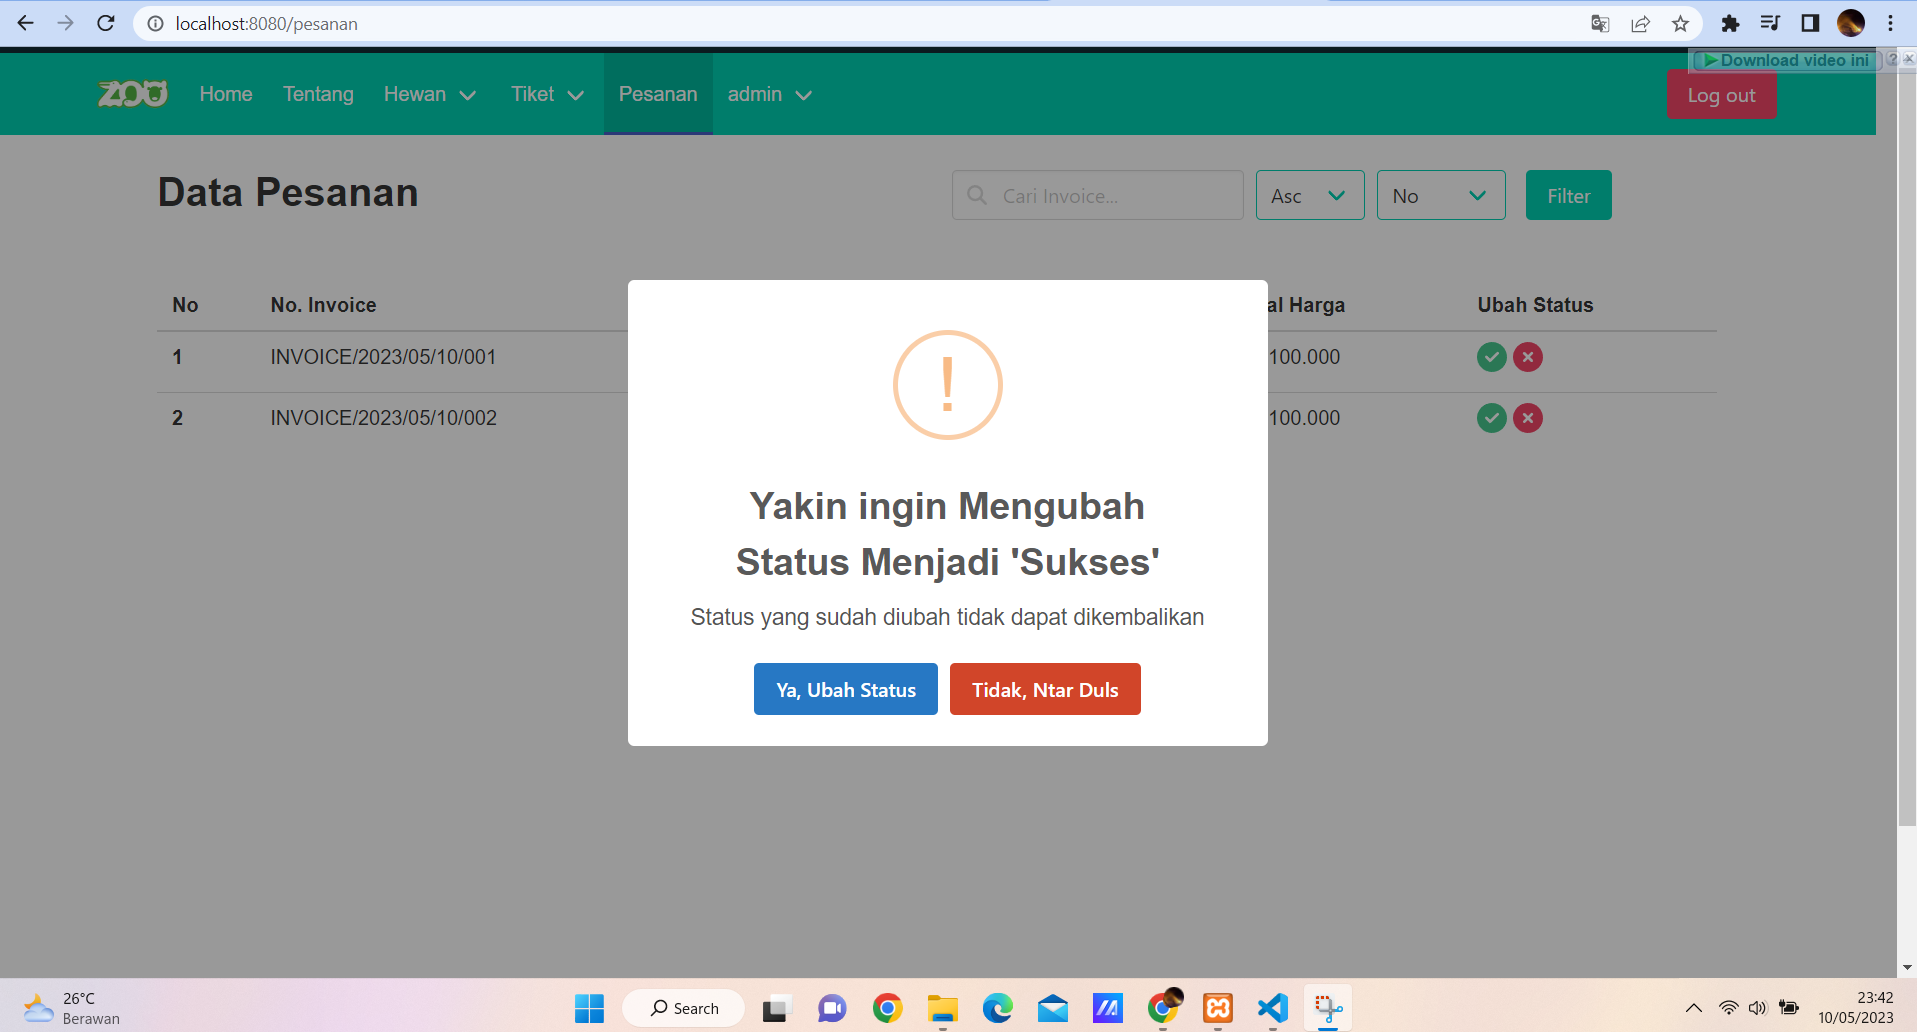 localhost:8080/pesanan
Download video ini ? x
ZOO Home Tentang Hewan Tiket Pesanan admin Log out
Data Pesanan
Cari Invoice... Asc No Filter
No No. Invoice al Harga Ubah Status
1 INVOICE/2023/05/10/001 100.000
2 INVOICE/2023/05/10/002 100.000
!
Yakin ingin Mengubah
Status Menjadi 'Sukses'
Status yang sudah diubah tidak dapat dikembalikan
Ya, Ubah Status Tidak, Ntar Duls
26°C
Berawan
Search
23:42
10/05/2023